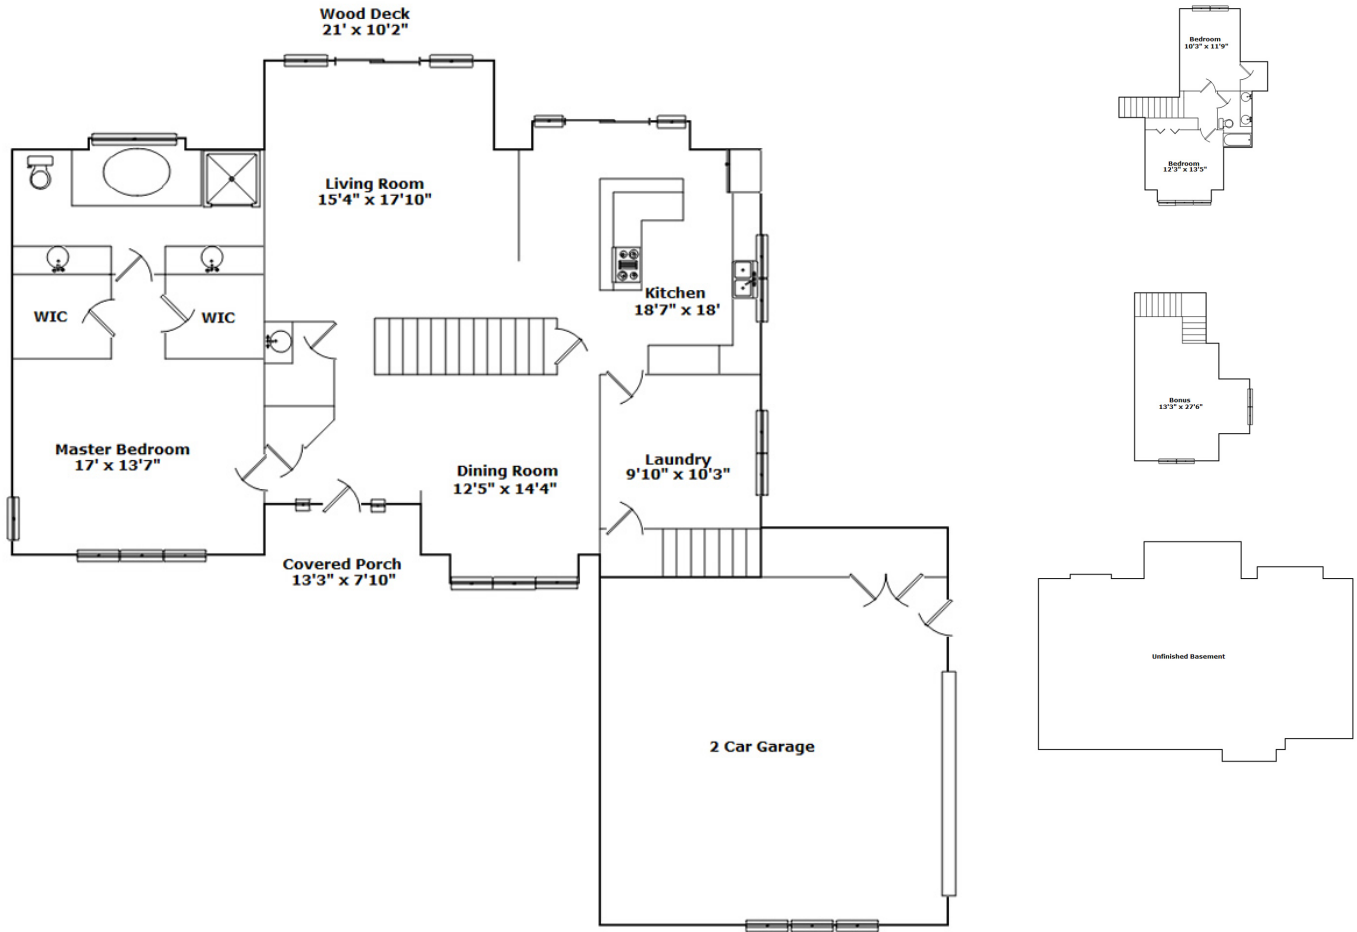 Wood Deck
21' x 10'2"
Living Room
15'4" x 17'10"
Kitchen
18'7" x 18'
WIC
WIC
Master Bedroom
17' x 13'7"
Dining Room
12'5" x 14'4"
Laundry
9'10" x 10'3"
Covered Porch
13'3" x 7'10"
2 Car Garage
Bedroom
10'3" x 11'9"
Bedroom
12'3" x 13'5"
Bonus
13'3" x 27'6"
Unfinished Basement